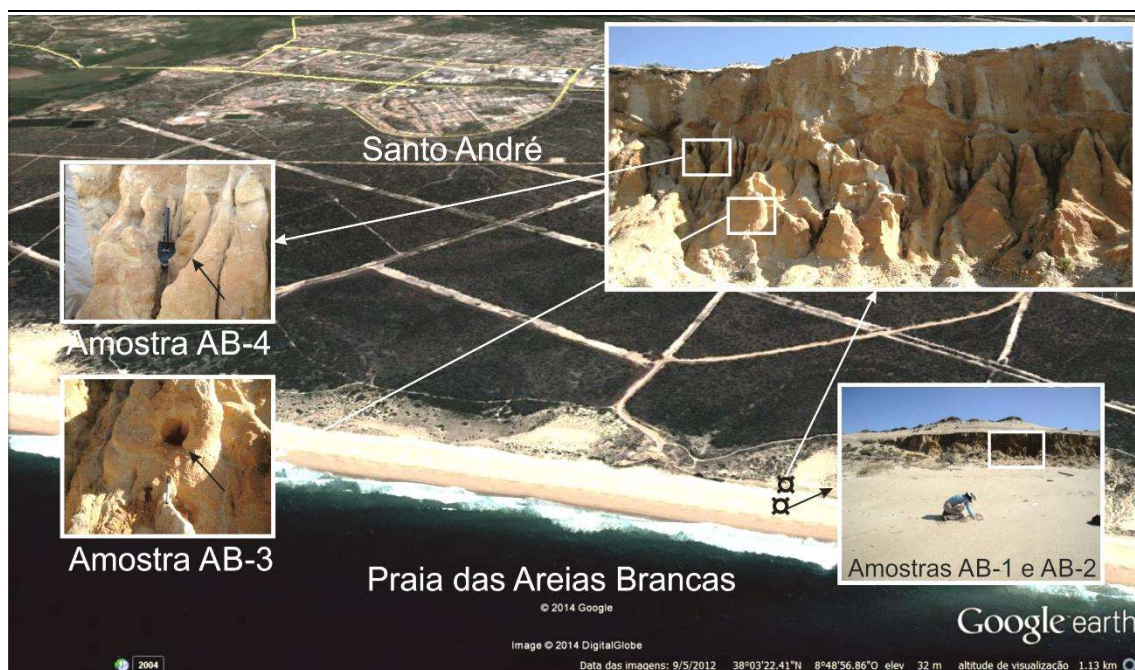 Santo André
Amostra AB-4
Amostra AB-3
Amostras AB-1 e AB-2
Praia das Areias Brancas
© 2014 Google
Image © 2014 DigitalGlobe
Google earth
2004
Data das imagens: 9/5/2012 38°03'22.41"N 8°48'56.86"O elev 32 m altitude de visualização 1.13 km